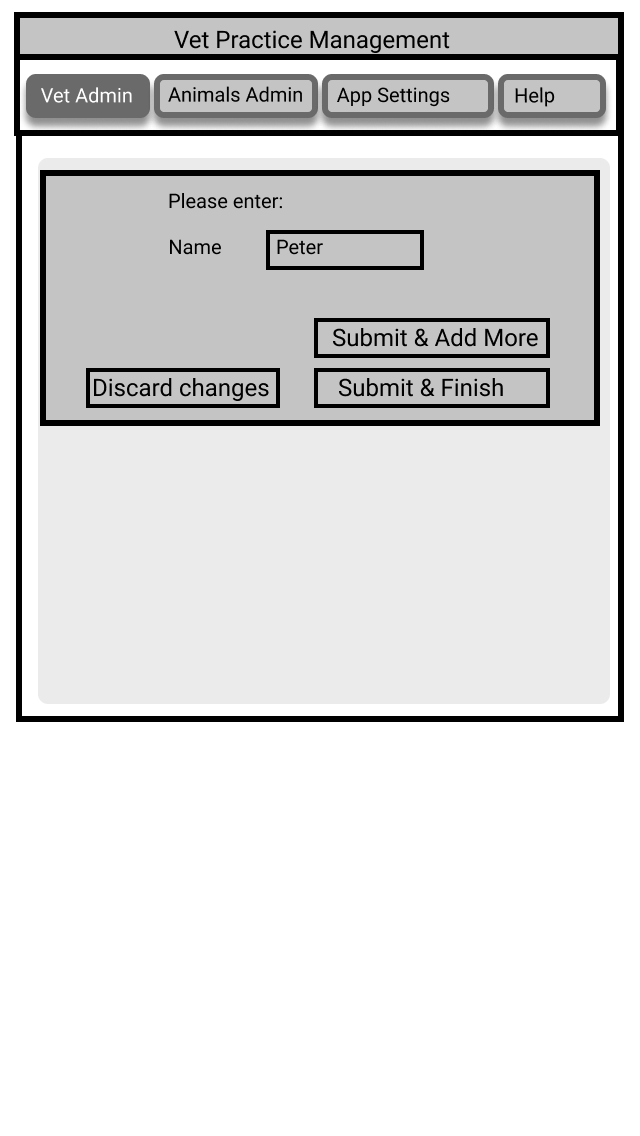 Vet Practice Management
Vet Admin Animals Admin App Settings Help
Please enter:
Name Peter
Submit & Add More
Discard changes Submit & Finish